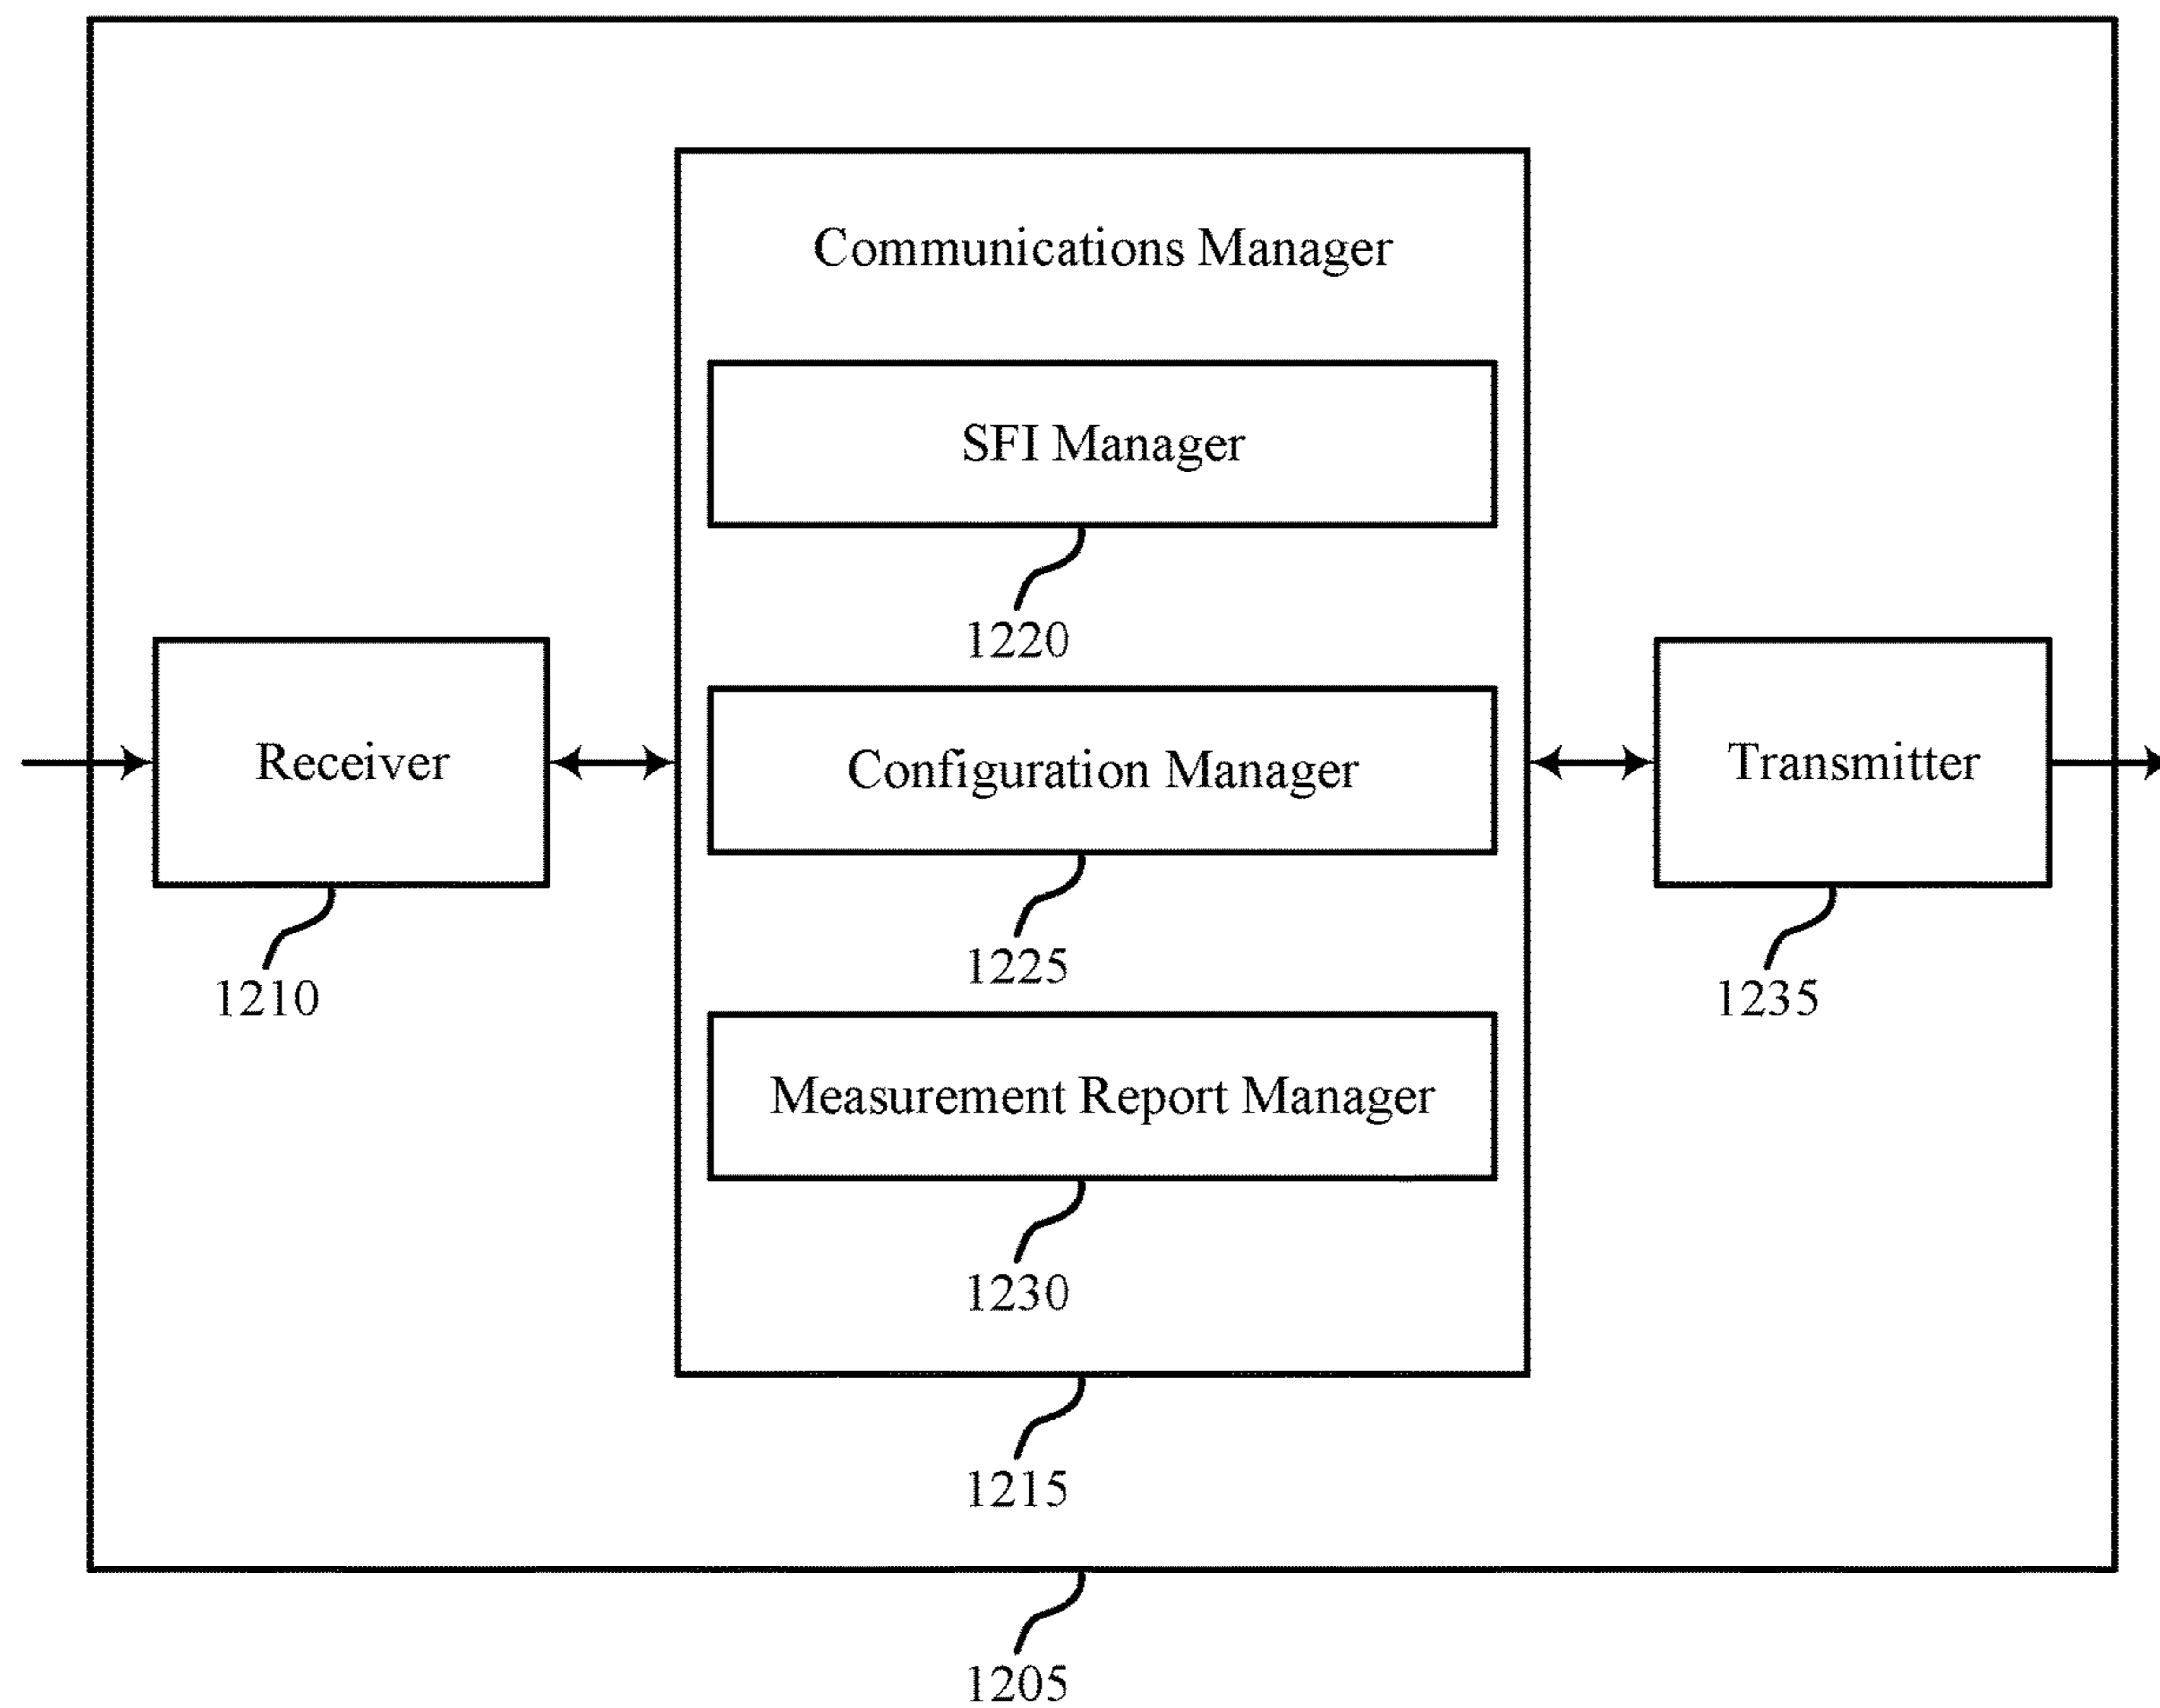 Communications Manager
SFI Manager
1220
Receiver
Configuration Manager
Transmitter
1225
1210
1235
Measurement Report Manager
1230
1215
1205